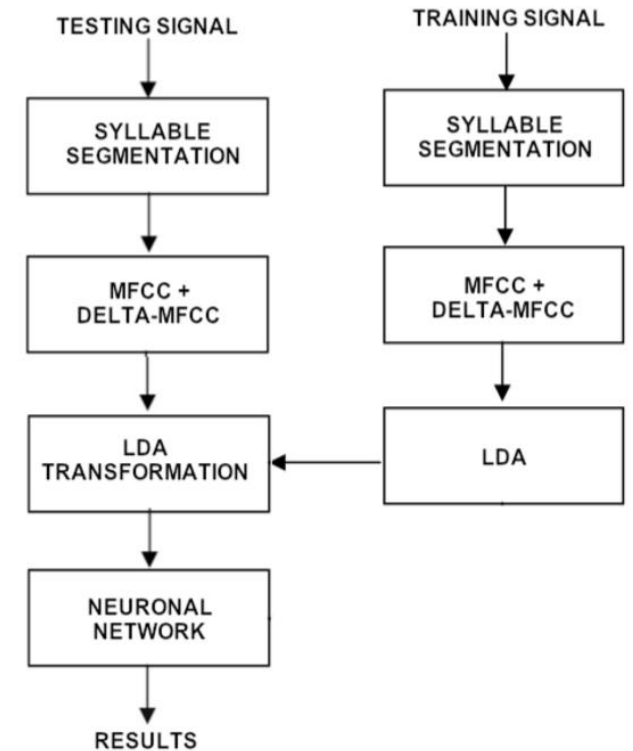 TESTING SIGNAL
SYLLABLE
SEGMENTATION
MFCC +
DELTA-MFCC
LDA
TRANSFORMATION
NEURONAL
NETWORK
RESULTS
TRAINING SIGNAL
SYLLABLE
SEGMENTATION
MFCC +
DELTA-MFCC
LDA